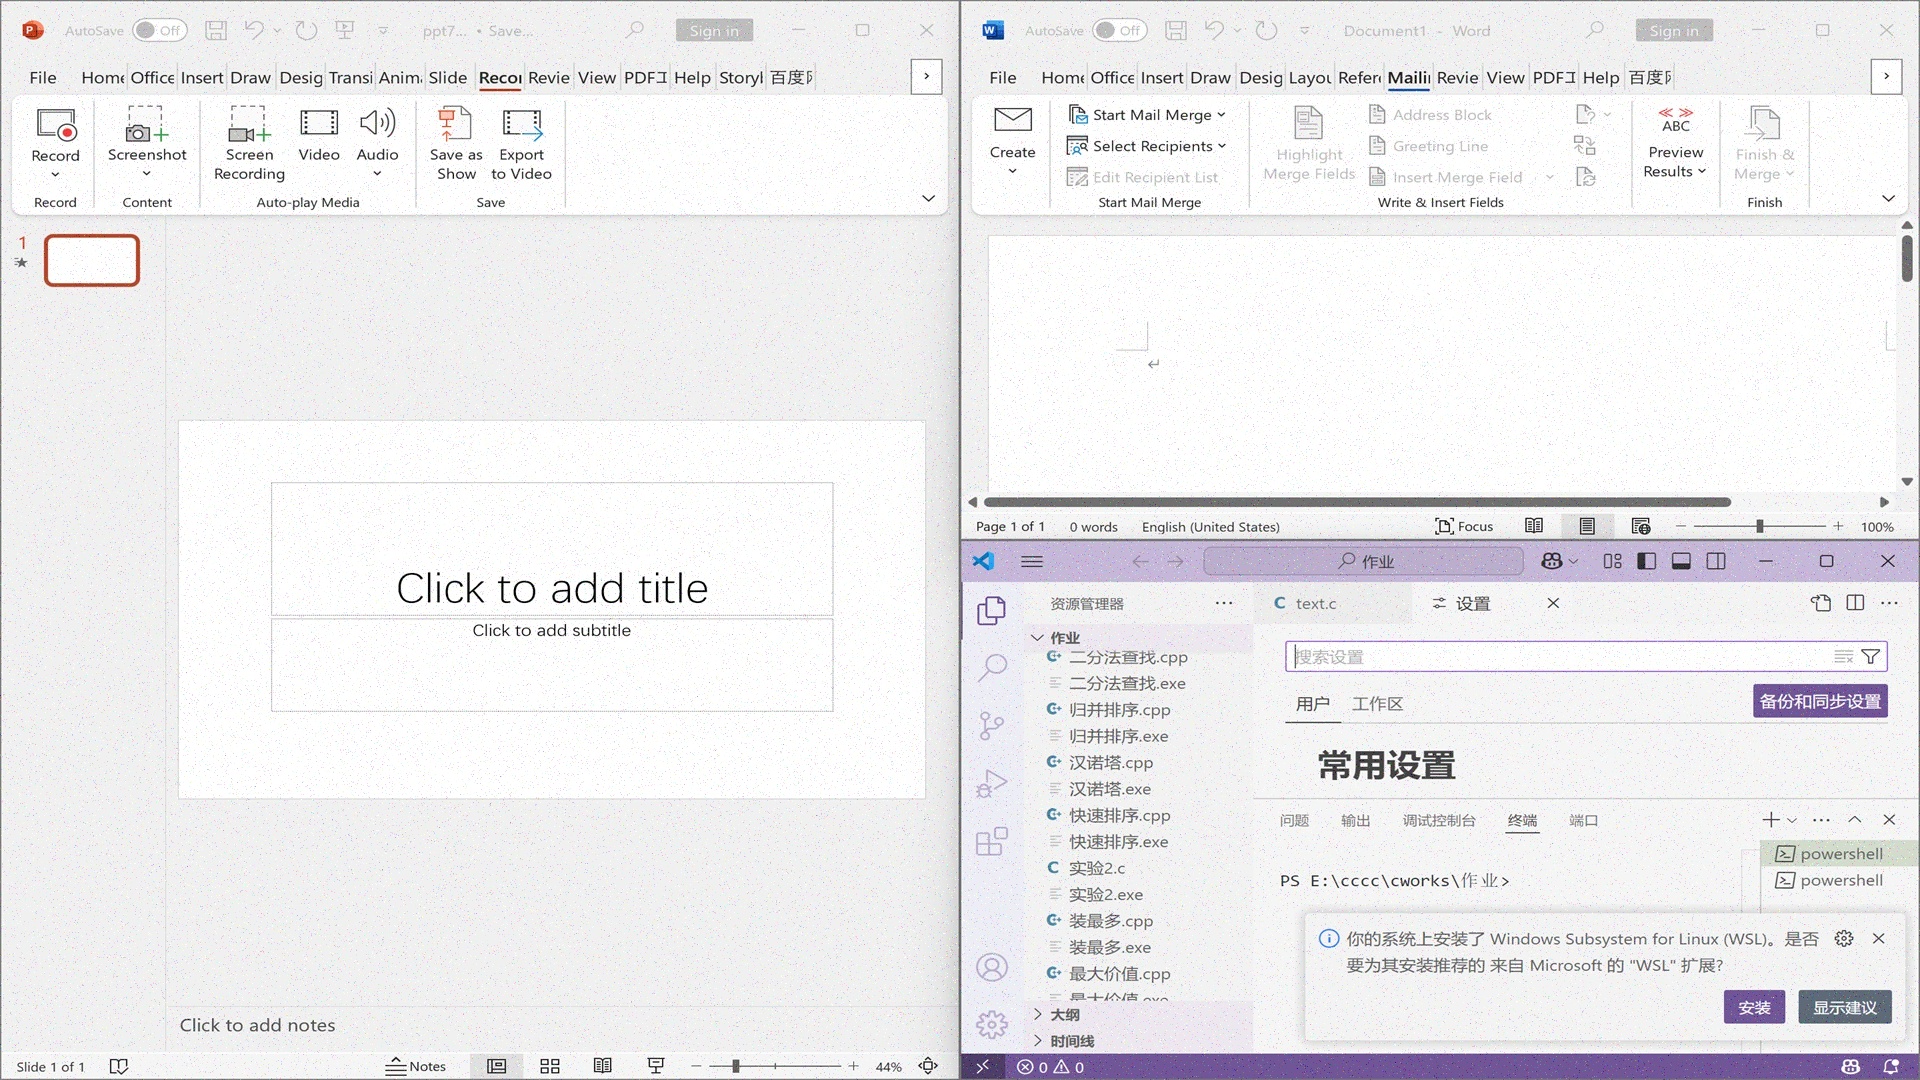 AutoSave Off ppt7... • Save... Sign in
File Home Office Insert Draw Desig Transi Anim Slide Recor Revie View PDF工 Help Storyl 百度网
Record
Screenshot
Screen Recording
Video
Audio
Save as Show
Export to Video
Record Content Auto-play Media Save
1
Click to add title
Click to add subtitle
Click to add notes
Slide 1 of 1 Notes 44%
AutoSave Off Document1 - Word Sign in
File Home Office Insert Draw Desig Layou Refere Mailin Revie View PDF工 Help 百度网
Create
Start Mail Merge
Select Recipients
Edit Recipient List
Highlight Merge Fields
Address Block
Greeting Line
Insert Merge Field
ABC
Preview Results
Finish & Merge
Start Mail Merge Write & Insert Fields Finish
Page 1 of 1 0 words English (United States) Focus 100%
作业
资源管理器
作业
二分法查找.cpp
二分法查找.exe
归并排序.cpp
归并排序.exe
汉诺塔.cpp
汉诺塔.exe
快速排序.cpp
快速排序.exe
C 实验2.c
实验2.exe
装最多.cpp
装最多.exe
最大价值.cpp
最大价值.exe
大纲
时间线
C text.c 设置
搜索设置
用户 工作区 备份和同步设置
常用设置
问题 输出 调试控制台 终端 端口
PS E:\cccc\cworks\作业>
powershell
powershell
你的系统上安装了 Windows Subsystem for Linux (WSL)。是否
要为其安装推荐的 来自 Microsoft 的 "WSL" 扩展?
安装 显示建议
0 0